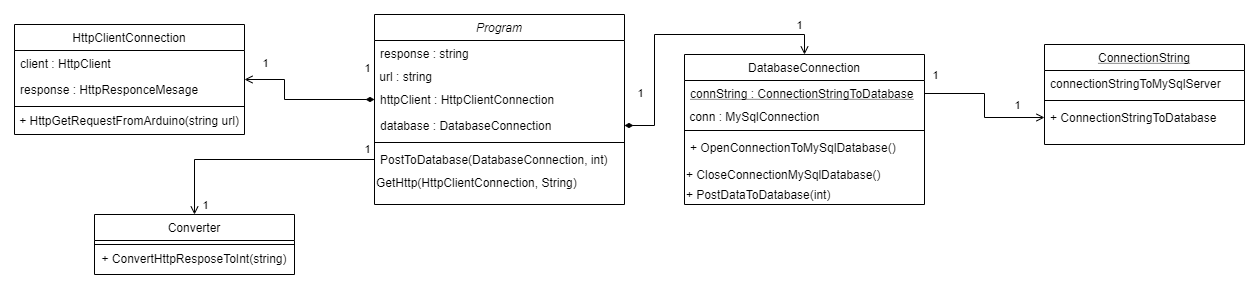 HttpClientConnection
client : HttpClient
response : HttpResponceMesage
+ HttpGetRequestFromArduino(string url)
1
1
Program
response : string
url : string
httpClient : HttpClientConnection
database : DatabaseConnection
PostToDatabase(DatabaseConnection, int)
GetHttp(HttpClientConnection, String)
1
1
Converter
+ ConvertHttpResposeToInt(string)
1
1
DatabaseConnection
connString : ConnectionStringToDatabase
conn : MySqlConnection
+ OpenConnectionToMySqlDatabase()
+ CloseConnectionMySqlDatabase()
+ PostDataToDatabase(int)
1
1
ConnectionString
connectionStringToMySqlServer
+ ConnectionStringToDatabase